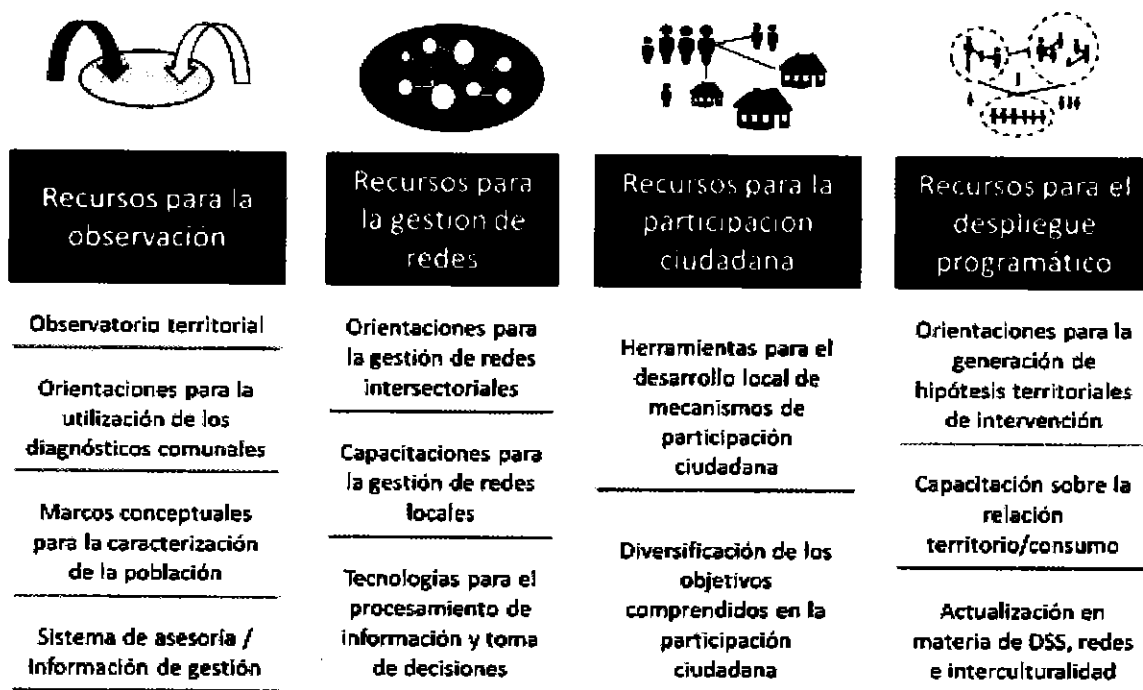 Recursos para la
observación
Observatorio territorial
Orientaciones para la
utilización de los
diagnósticos comunales
Marcos conceptuales
para la caracterización
de la población
Sistema de asesoría /
Información de gestión
Recursos para
la gestión de
redes
Orientaciones para
la gestión de redes
intersectoriales
Capacitaciones para
la gestión de redes
locales
Tecnologías para el
procesamiento de
información y toma
de decisiones
Recursos para la
participación
ciudadana
Herramientas para el
desarrollo local de
mecanismos de
participación
ciudadana
Diversificación de los
objetivos
comprendidos en la
participación
ciudadana
Recursos para el
despliegue
programático
Orientaciones para la
generación de
hipótesis territoriales
de intervención
Capacitación sobre la
relación
territorio/consumo
Actualización en
materia de DSS, redes
e interculturalidad